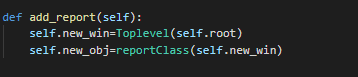 def add_report(self):
    self.new_win=Toplevel(self.root)
    self.new_obj=reportClass(self.new_win)